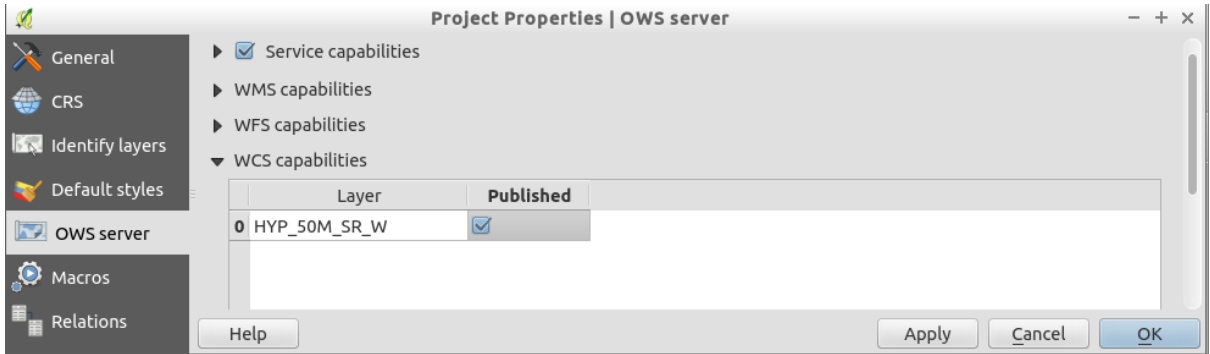 Project Properties | OWS server
General
CRS
Identify layers
Default styles
OWS server
Macros
Relations
Service capabilities
WMS capabilities
WFS capabilities
WCS capabilities
Layer Published
0 HYP_50M_SR_W
Help Apply Cancel OK